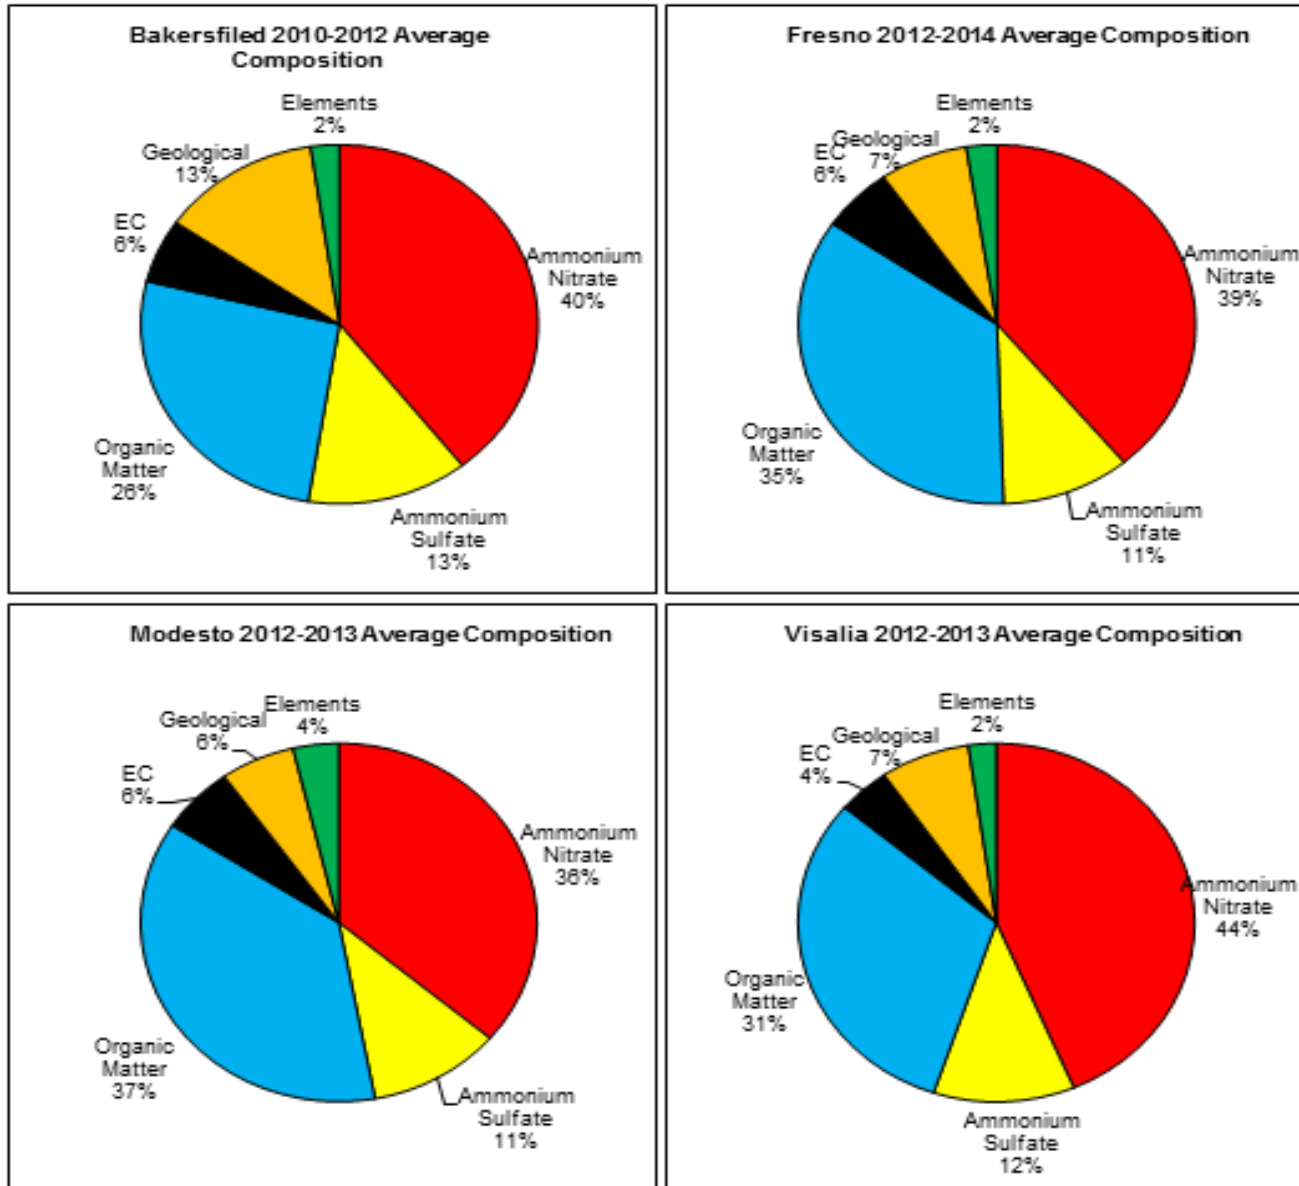 Bakersfiled 2010-2012 Average
Composition
Elements
2%
Geological
13%
EC
6%
Ammonium
Nitrate
40%
Organic
Matter
26%
Ammonium
Sulfate
13%
Fresno 2012-2014 Average Composition
Elements
2%
Geological
7%
EC
6%
Ammonium
Nitrate
39%
Organic
Matter
35%
Ammonium
Sulfate
11%
Modesto 2012-2013 Average Composition
Elements
4%
Geological
6%
EC
6%
Ammonium
Nitrate
36%
Organic
Matter
37%
Ammonium
Sulfate
11%
Visalia 2012-2013 Average Composition
Elements
2%
Geological
7%
EC
4%
Ammonium
Nitrate
44%
Organic
Matter
31%
Ammonium
Sulfate
12%